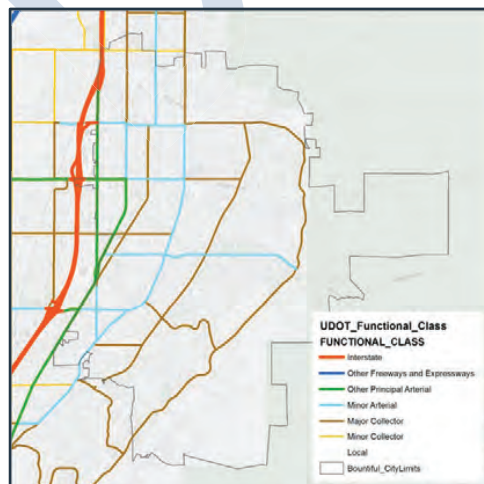 UDOT_Functional_Class
FUNCTIONAL_CLASS
Interstate
Other Freeways and Expressways
Other Principal Arterial
Minor Arterial
Major Collector
Minor Collector
Local
Bountiful_CityLimits